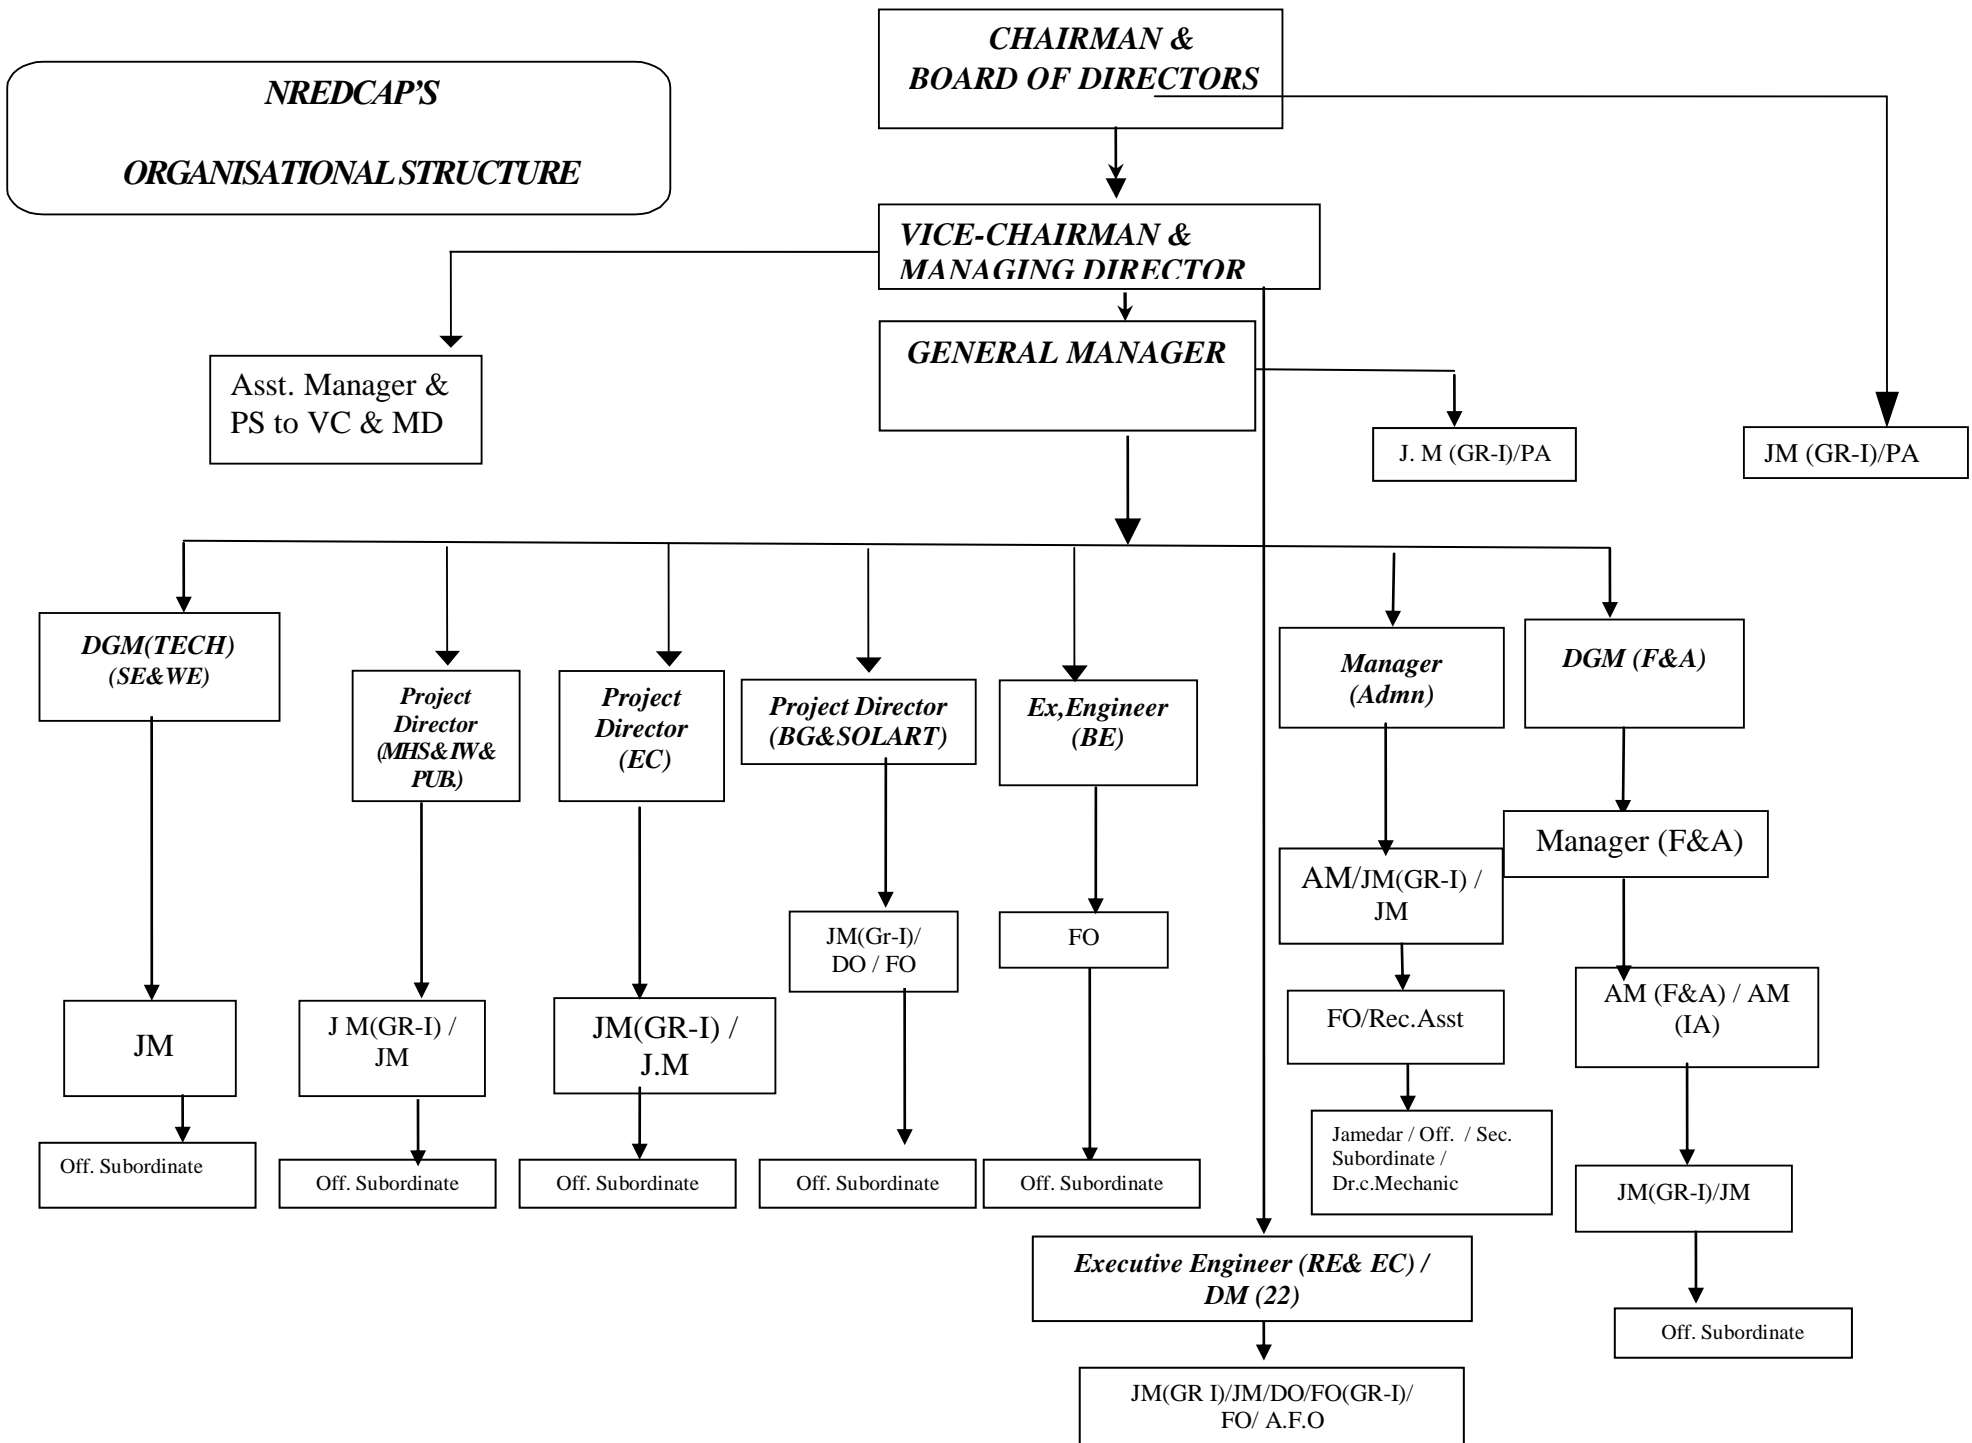 CHAIRMAN &
BOARD OF DIRECTORS
NREDCAP'S
ORGANISATIONAL STRUCTURE
VICE-CHAIRMAN &
MANAGING DIRECTOR
GENERAL MANAGER
Asst. Manager &
PS to VC & MD
J. M (GR-I)/PA
JM (GR-I)/PA
DGM(TECH)
(SE&WE)
Project
Director
(MHS&IW&
PUB.)
Project
Director
(EC)
Project Director
(BG&SOLART)
Ex,Engineer
(BE)
Manager
(Admn)
DGM (F&A)
Manager (F&A)
AM/JM(GR-I) /
JM
JM(Gr-I)/
DO / FO
FO
JM
J M(GR-I) /
JM
JM(GR-I) /
J.M
FO/Rec.Asst
AM (F&A) / AM
(IA)
Off. Subordinate
Off. Subordinate
Off. Subordinate
Off. Subordinate
Off. Subordinate
Jamedar / Off.  / Sec.
Subordinate /
Dr.c.Mechanic
JM(GR-I)/JM
Executive Engineer (RE& EC) /
DM (22)
Off. Subordinate
JM(GR I)/JM/DO/FO(GR-I)/
FO/ A.F.O